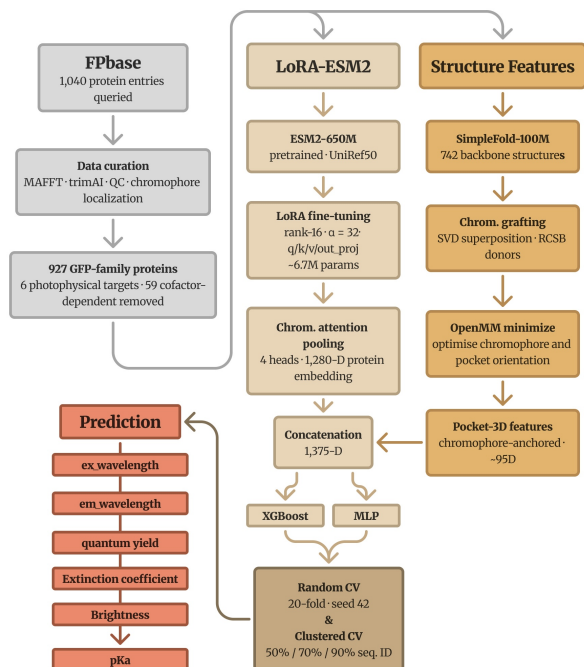 FPbase
1,040 protein entries
queried
Data curation
MAFFT · trimAI · QC · chromophore
localization
927 GFP-family proteins
6 photophysical targets · 59 cofactor-
dependent removed
LoRA-ESM2
ESM2-650M
pretrained · UniRef50
LoRA fine-tuning
rank-16 · α = 32 ·
q/k/v/out_proj
~6.7M params
Chrom. attention
pooling
4 heads · 1,280-D protein
embedding
Structure Features
SimpleFold-100M
742 backbone structures
Chrom. grafting
SVD superposition · RCSB
donors
OpenMM minimize
optimise chromophore and
pocket orientation
Pocket-3D features
chromophore-anchored ·
~95D
Concatenation
1,375-D
XGBoost
MLP
Random CV
20-fold · seed 42
&
Clustered CV
50% / 70% / 90% seq. ID
Prediction
ex_wavelength
em_wavelength
quantum yield
Extinction coefficient
Brightness
pKa